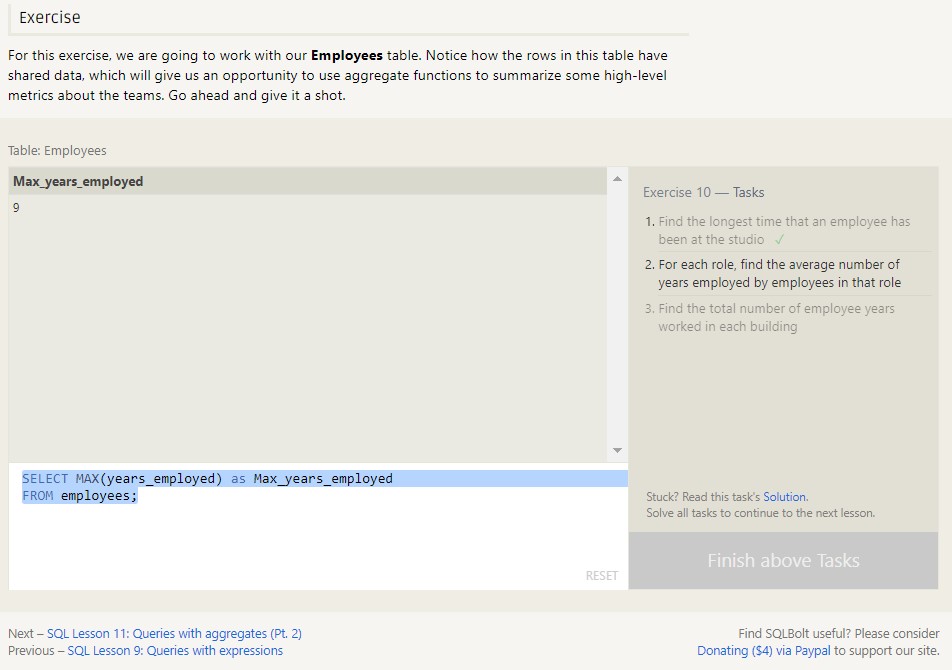 Exercise
For this exercise, we are going to work with our Employees table. Notice how the rows in this table have
shared data, which will give us an opportunity to use aggregate functions to summarize some high-level
metrics about the teams. Go ahead and give it a shot.
Table: Employees
Max_years_employed
9
SELECT MAX(years_employed) as Max_years_employed
FROM employees;
RESET
Exercise 10 — Tasks
1. Find the longest time that an employee has
been at the studio ✓
2. For each role, find the average number of
years employed by employees in that role
3. Find the total number of employee years
worked in each building
Stuck? Read this task's Solution.
Solve all tasks to continue to the next lesson.
Finish above Tasks
Next – SQL Lesson 11: Queries with aggregates (Pt. 2)
Previous – SQL Lesson 9: Queries with expressions
Find SQLBolt useful? Please consider
Donating ($4) via Paypal to support our site.